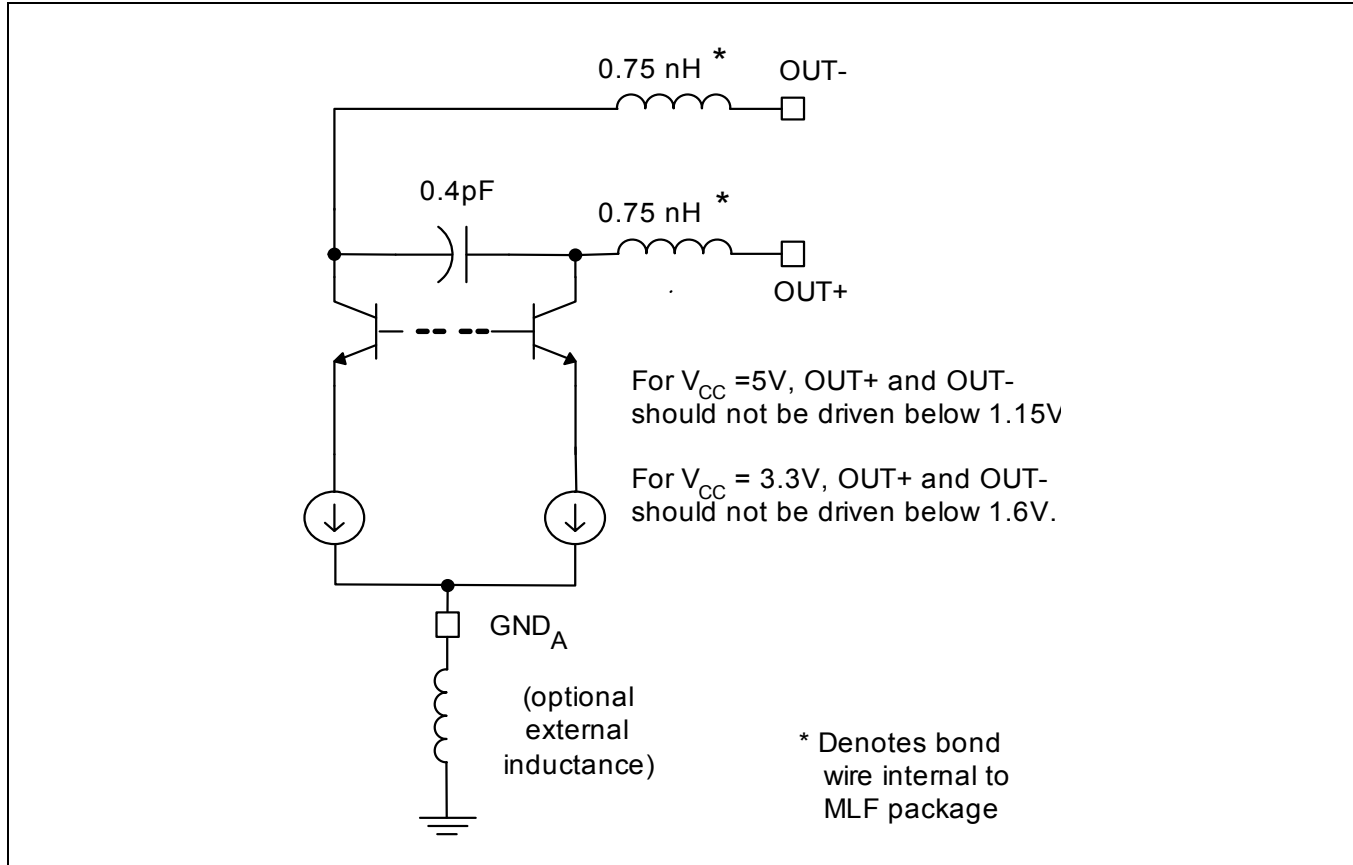 0.75 nH *
OUT-
0.4pF
0.75 nH *
OUT+
For VCC =5V, OUT+ and OUT-
should not be driven below 1.15V
For VCC = 3.3V, OUT+ and OUT-
should not be driven below 1.6V.
GNDA
(optional
external
inductance)
* Denotes bond
wire internal to
MLF package